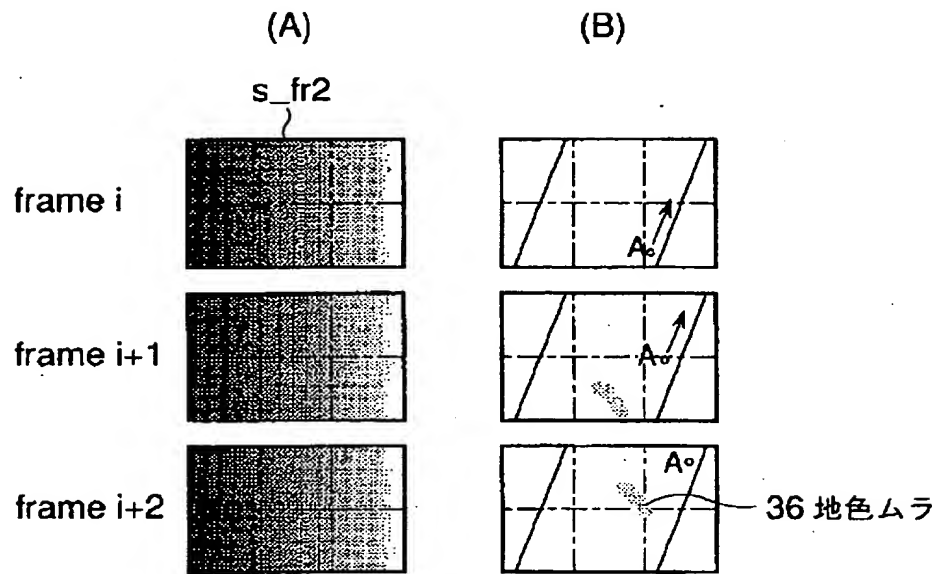 (A) (B)
s_fr2
frame i
A
frame i+1
A
frame i+2
A
36 地色ムラ